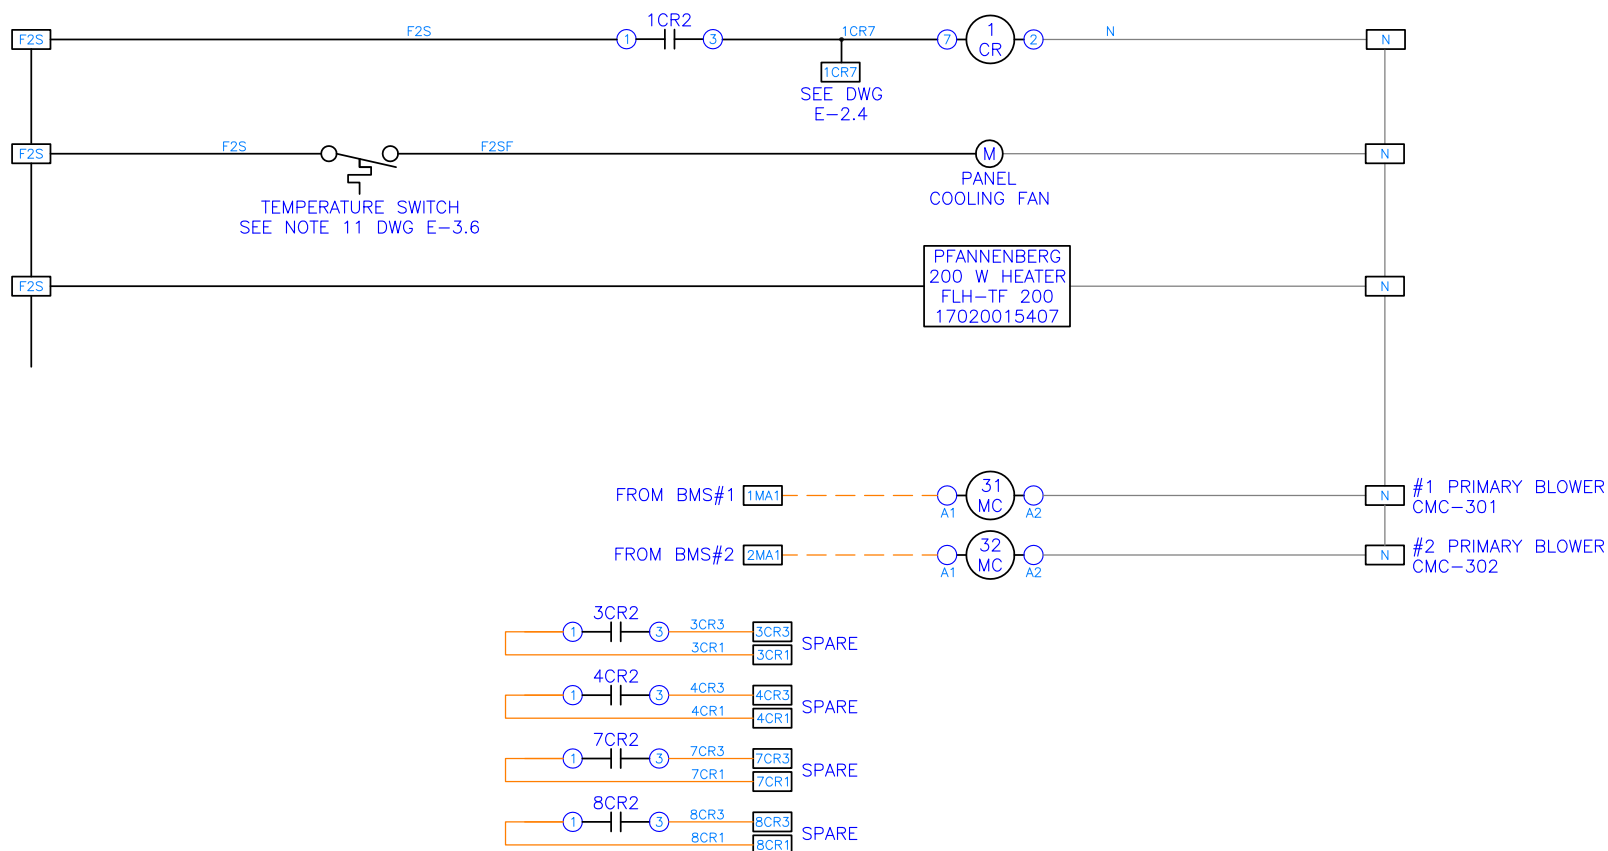 1CR2
F2S F2S 1 3 1CR7 7 1 CR 2 N N
1CR7
SEE DWG
E-2.4
F2S F2S F2SF M N
PANEL
COOLING FAN
TEMPERATURE SWITCH
SEE NOTE 11 DWG E-3.6
F2S N
PFANNENBERG
200 W HEATER
FLH-TF 200
17020015407
FROM BMS#1 1MA1 A1 31 MC A2 N
#1 PRIMARY BLOWER
CMC-301
FROM BMS#2 2MA1 A1 32 MC A2 N
#2 PRIMARY BLOWER
CMC-302
3CR2
1 3 3CR3 3CR3
3CR1 3CR1
SPARE
4CR2
1 3 4CR3 4CR3
4CR1 4CR1
SPARE
7CR2
1 3 7CR3 7CR3
7CR1 7CR1
SPARE
8CR2
1 3 8CR3 8CR3
8CR1 8CR1
SPARE